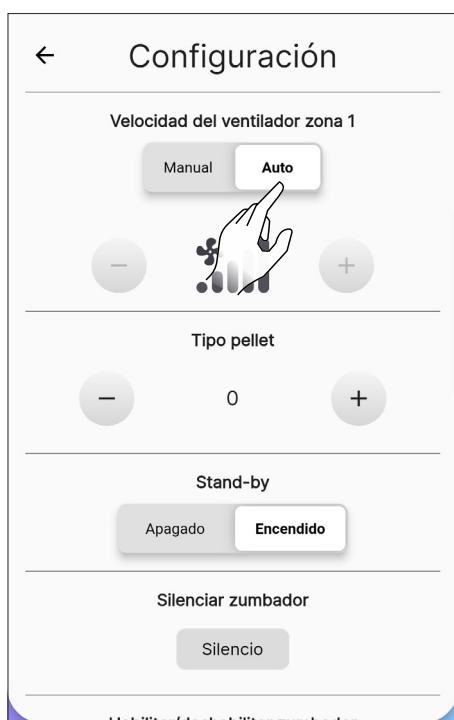 Configuración
Velocidad del ventilador zona 1
Manual Auto
Tipo pellet
0
Stand-by
Apagado Encendido
Silenciar zumbador
Silencio